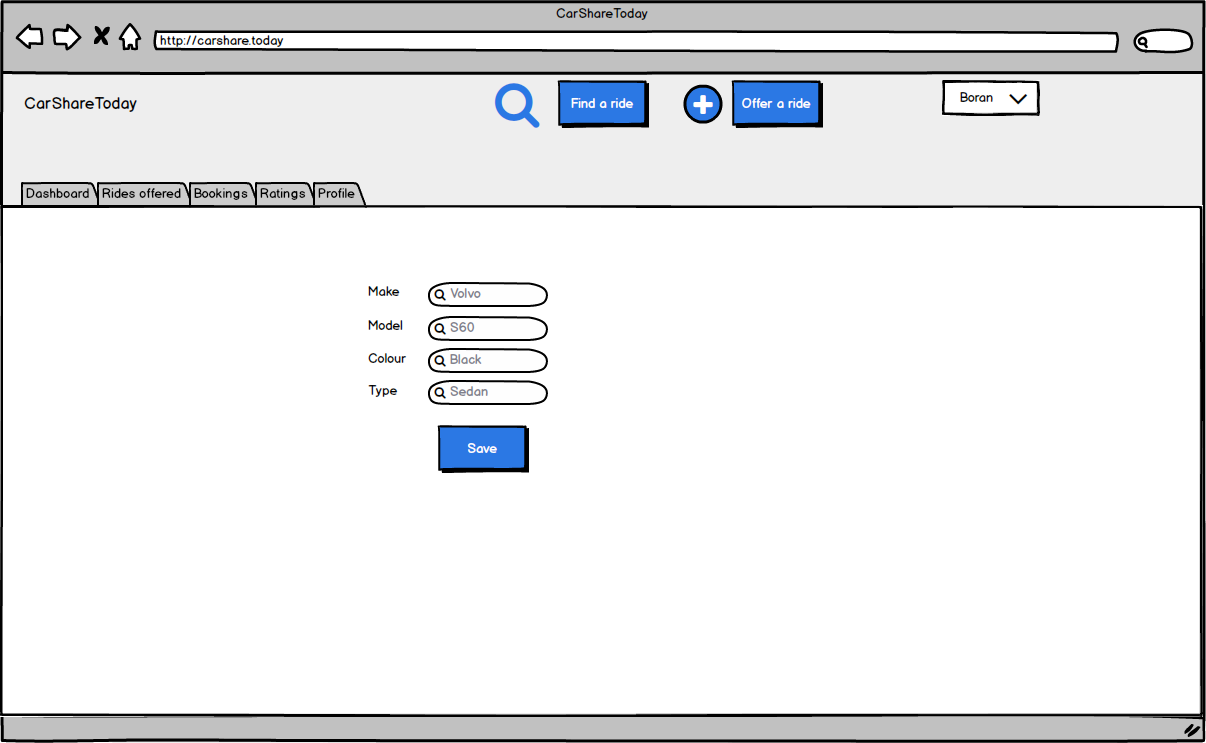 CarShareToday
http://carshare.today
CarShareToday
Find a ride
Offer a ride
Boran
Dashboard Rides offered Bookings Ratings Profile
Make Volvo
Model S60
Colour Black
Type Sedan
Save